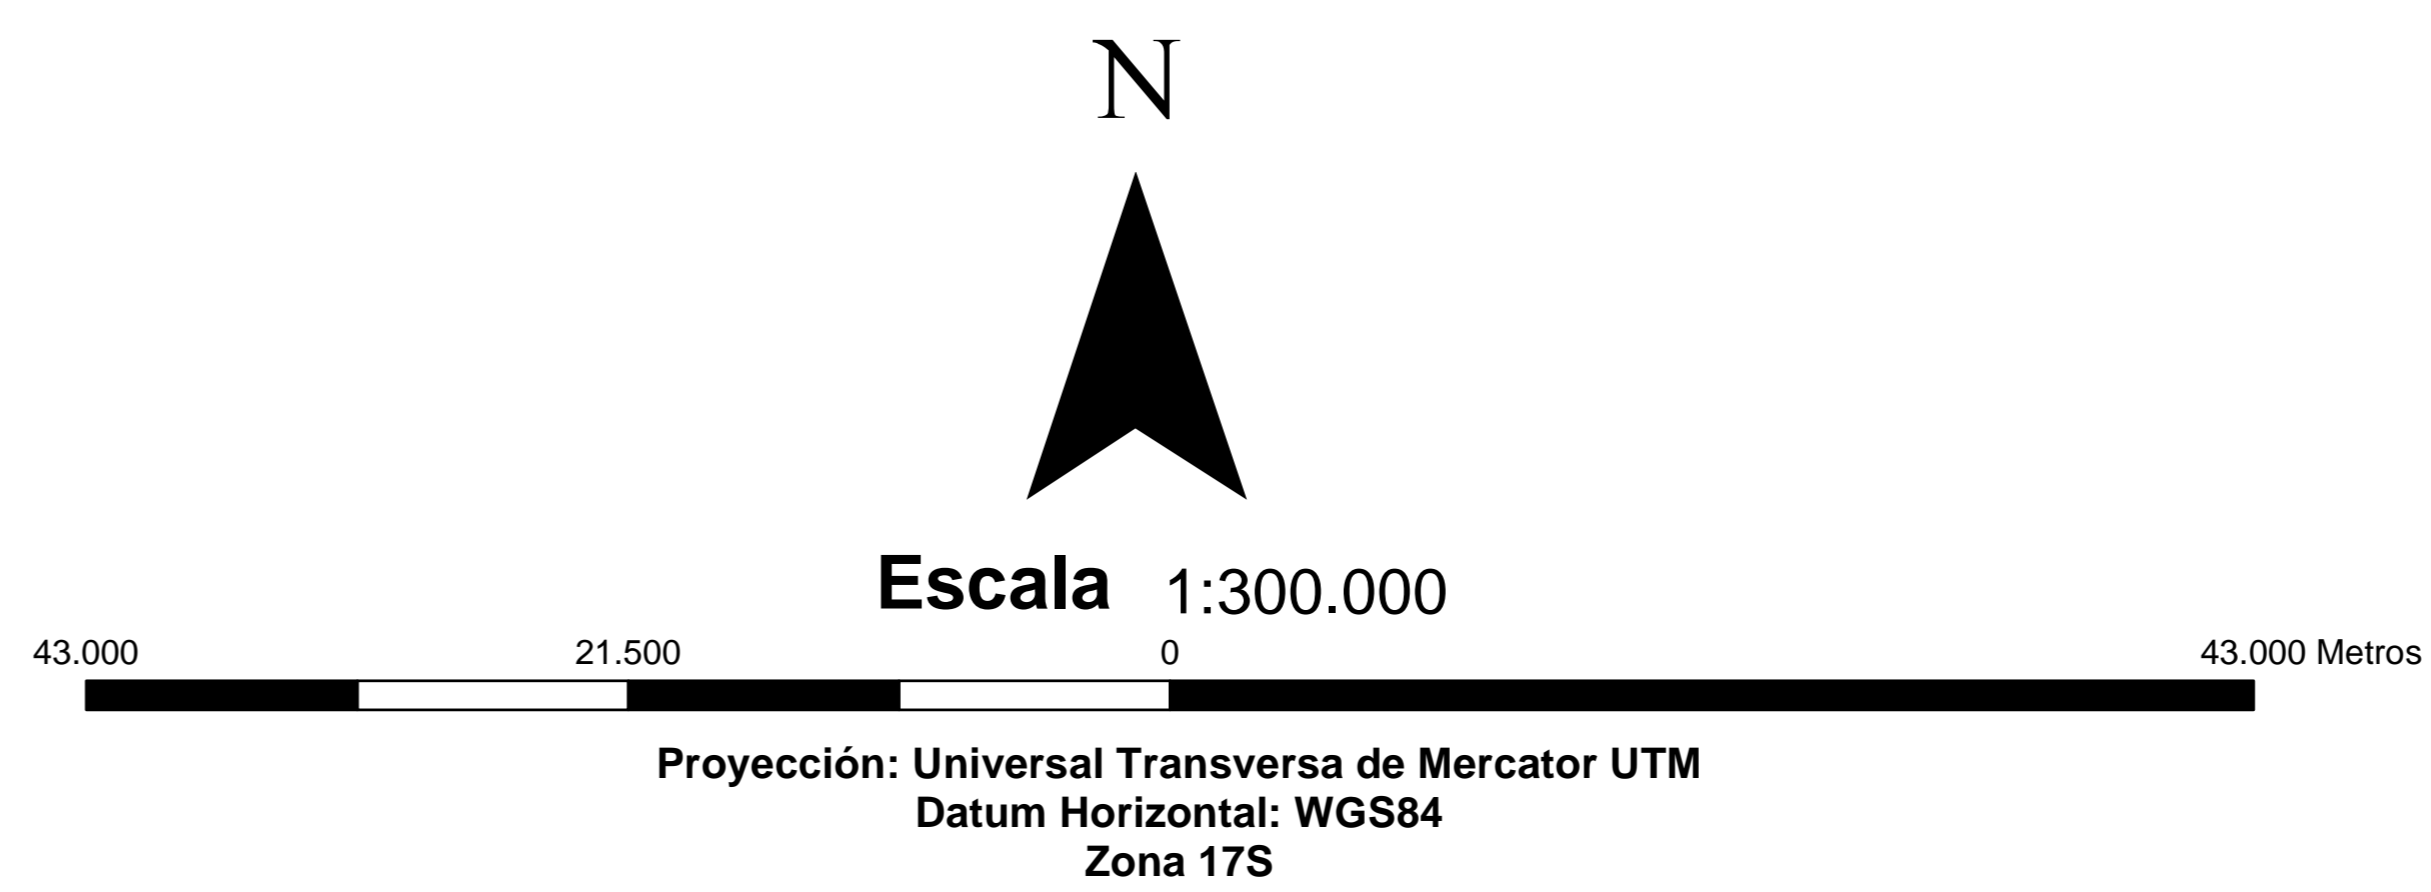 N
Escala 1:300.000
43.000 21.500 0 43.000 Metros
Proyección: Universal Transversa de Mercator UTM
Datum Horizontal: WGS84
Zona 17S